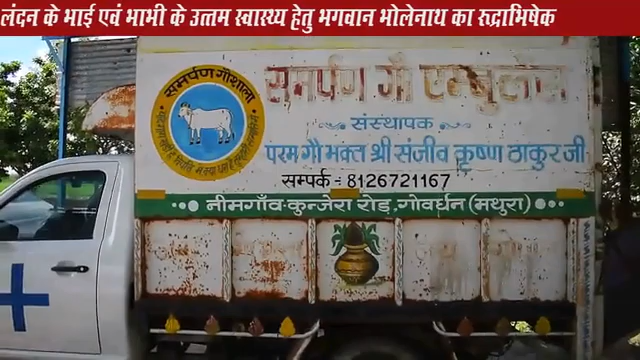 लंदन के भाई एवं भाभी के उत्तम स्वास्थ्य हेतु भगवान भोलेनाथ का रूद्राभिषेक
समर्पण गौशाला
समर्पण गौ एम्बुलेंस
संस्थापक
परम गौ भक्त श्री संजीव कृष्ण ठाकुर जी
सम्पर्क - 8126721167
नीमगाँव-कुन्जेरा रोड़, गोवर्धन (मथुरा)